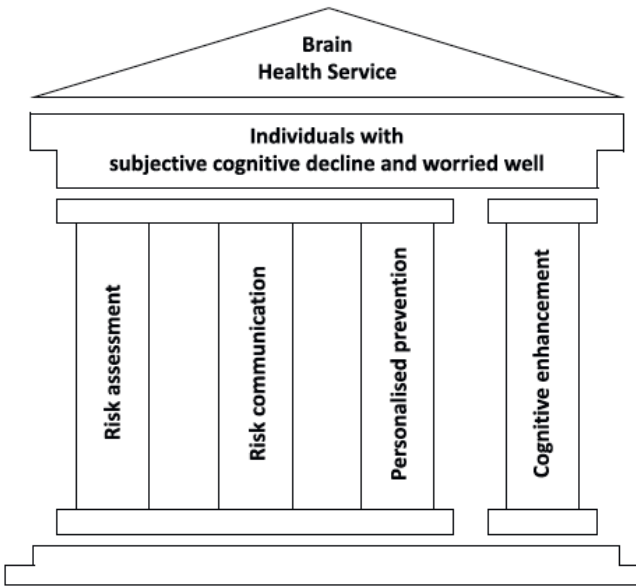 Brain
Health Service
Individuals with
subjective cognitive decline and worried well
Risk assessment
Risk communication
Personalised prevention
Cognitive enhancement